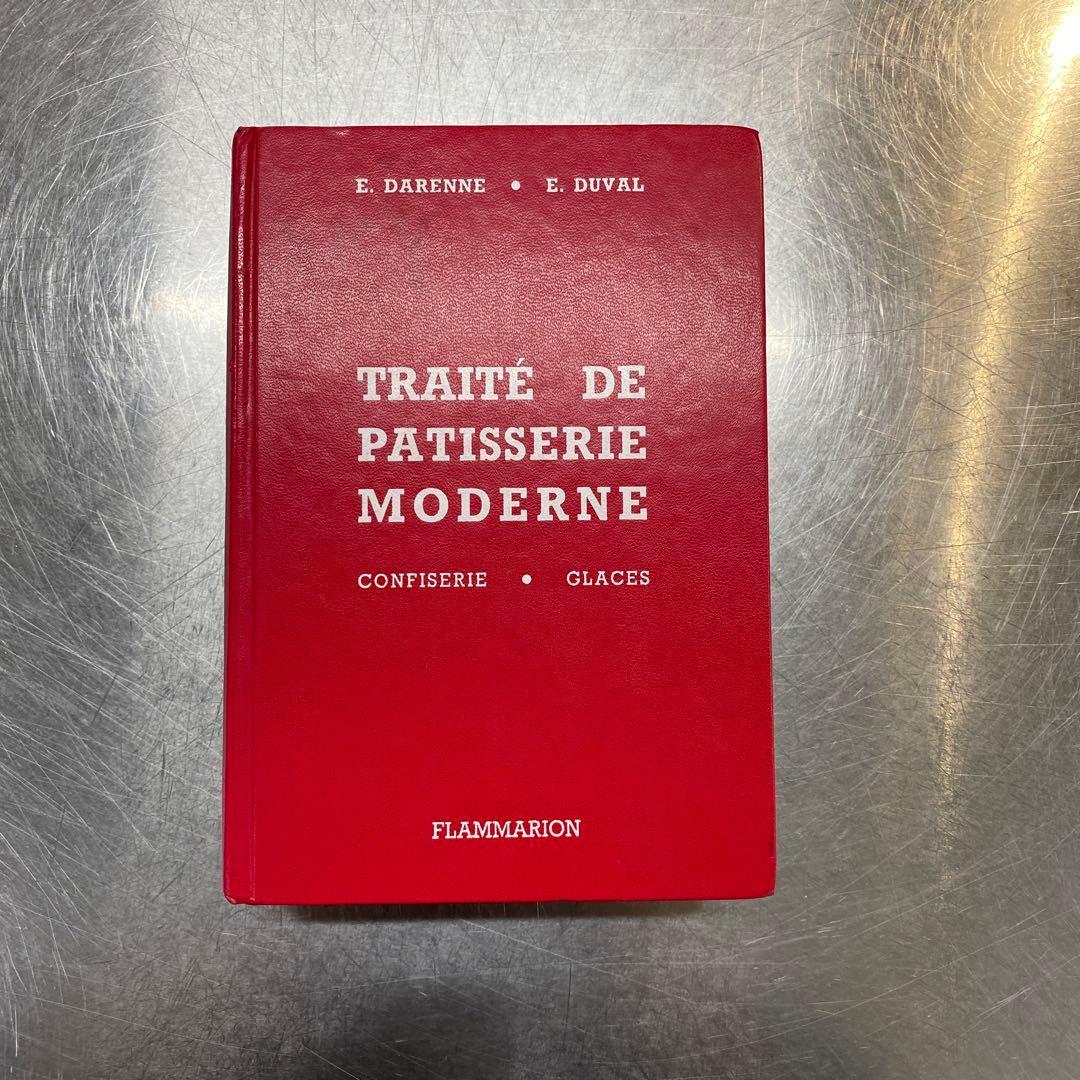 E. DARENNE • E. DUVAL
TRAITÉ DE
PATISSERIE
MODERNE
CONFISERIE • GLACES
FLAMMARION